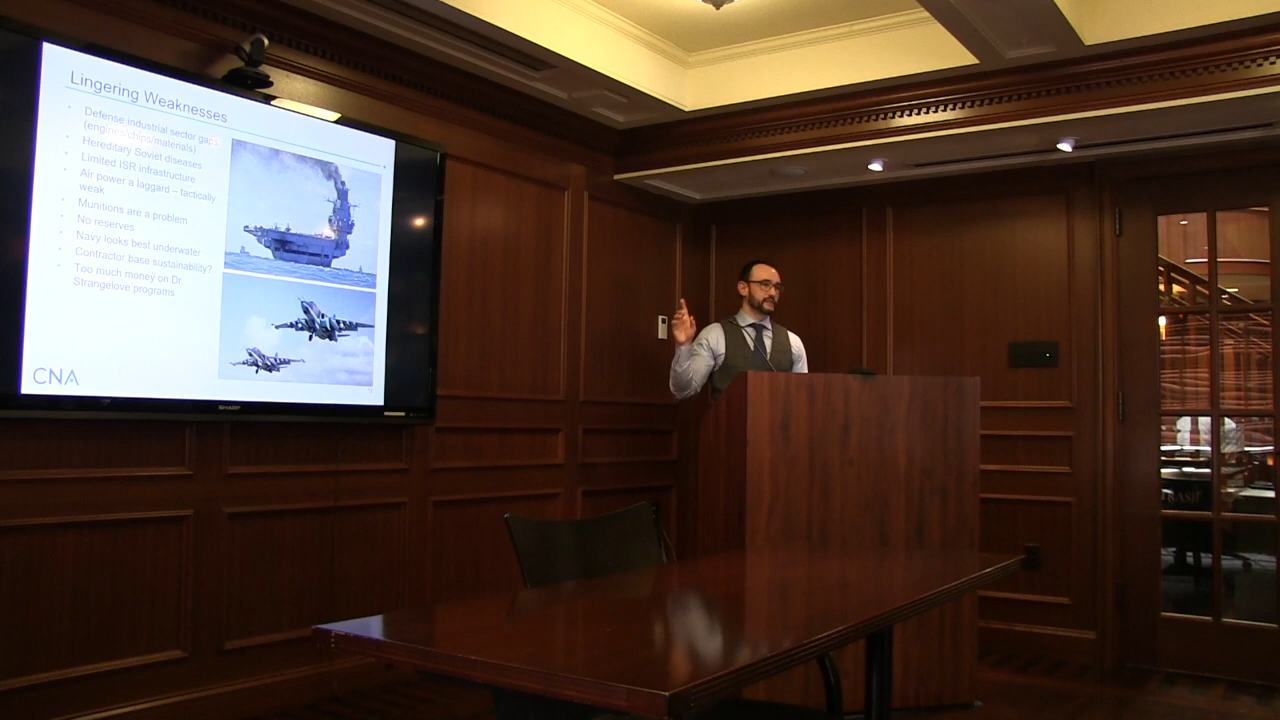 Lingering Weaknesses
Defense industrial sector gaps
(engines/chips/materials)
Hereditary Soviet diseases
Limited ISR infrastructure
Air power a laggard – tactically
weak
Munitions are a problem
No reserves
Navy looks best underwater
Contractor base sustainability?
Too much money on Dr.
Strangelove programs
CNA
SHARP